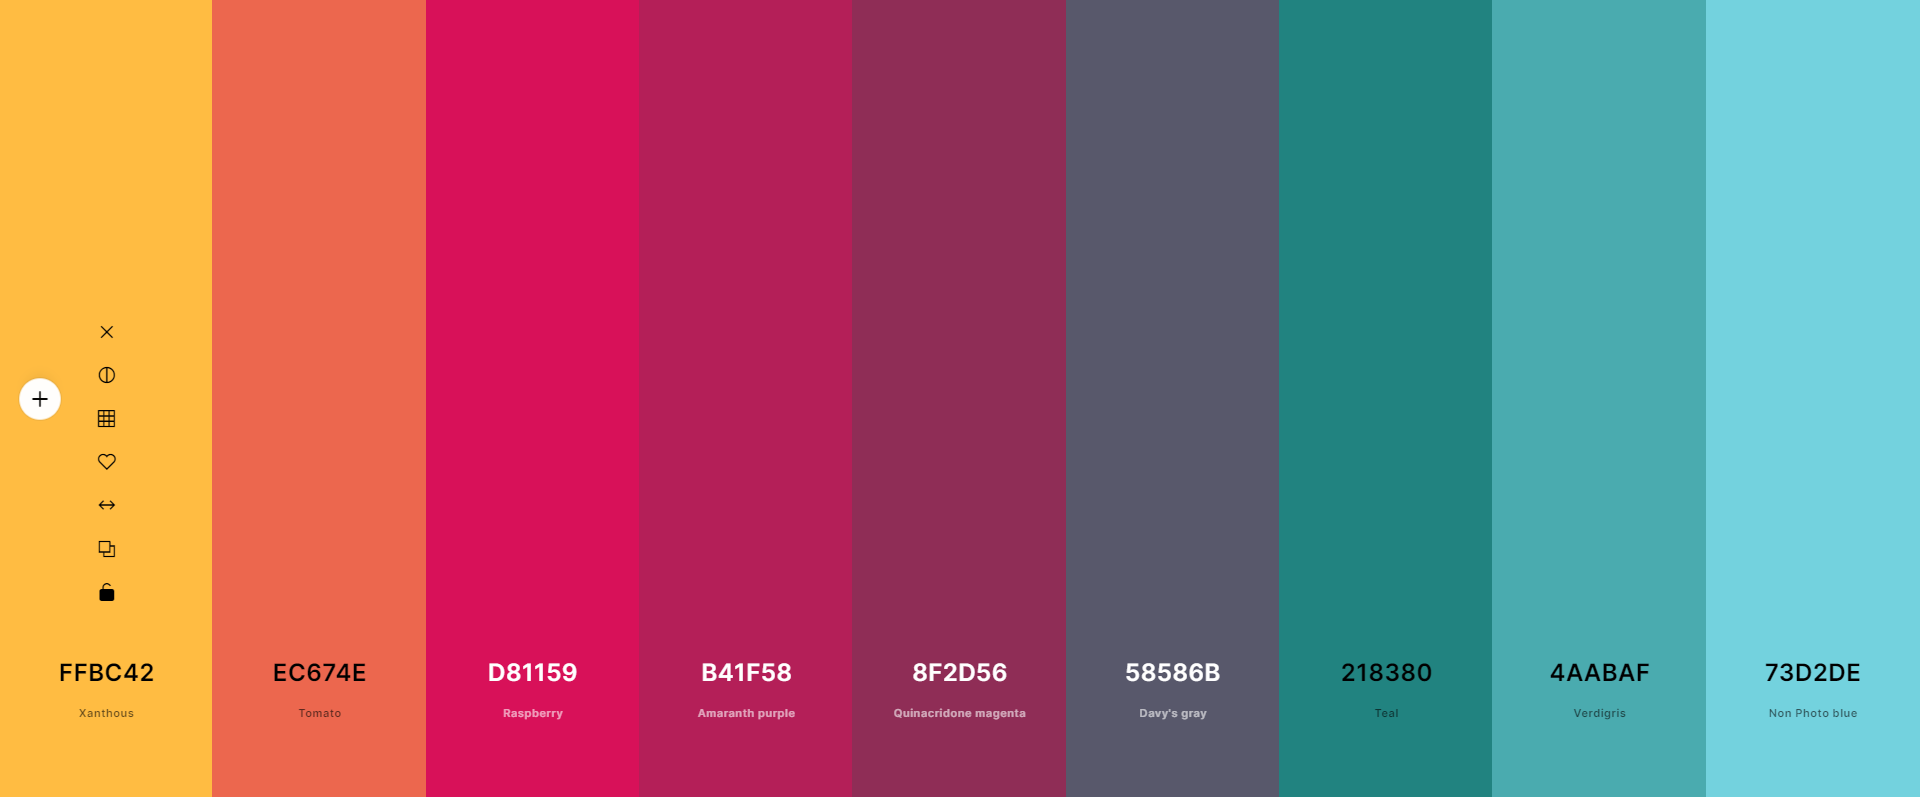 FFBC42
Xanthous
EC674E
Tomato
D81159
Raspberry
B41F58
Amaranth purple
8F2D56
Quinacridone magenta
58586B
Davy's gray
218380
Teal
4AABAF
Verdigris
73D2DE
Non Photo blue